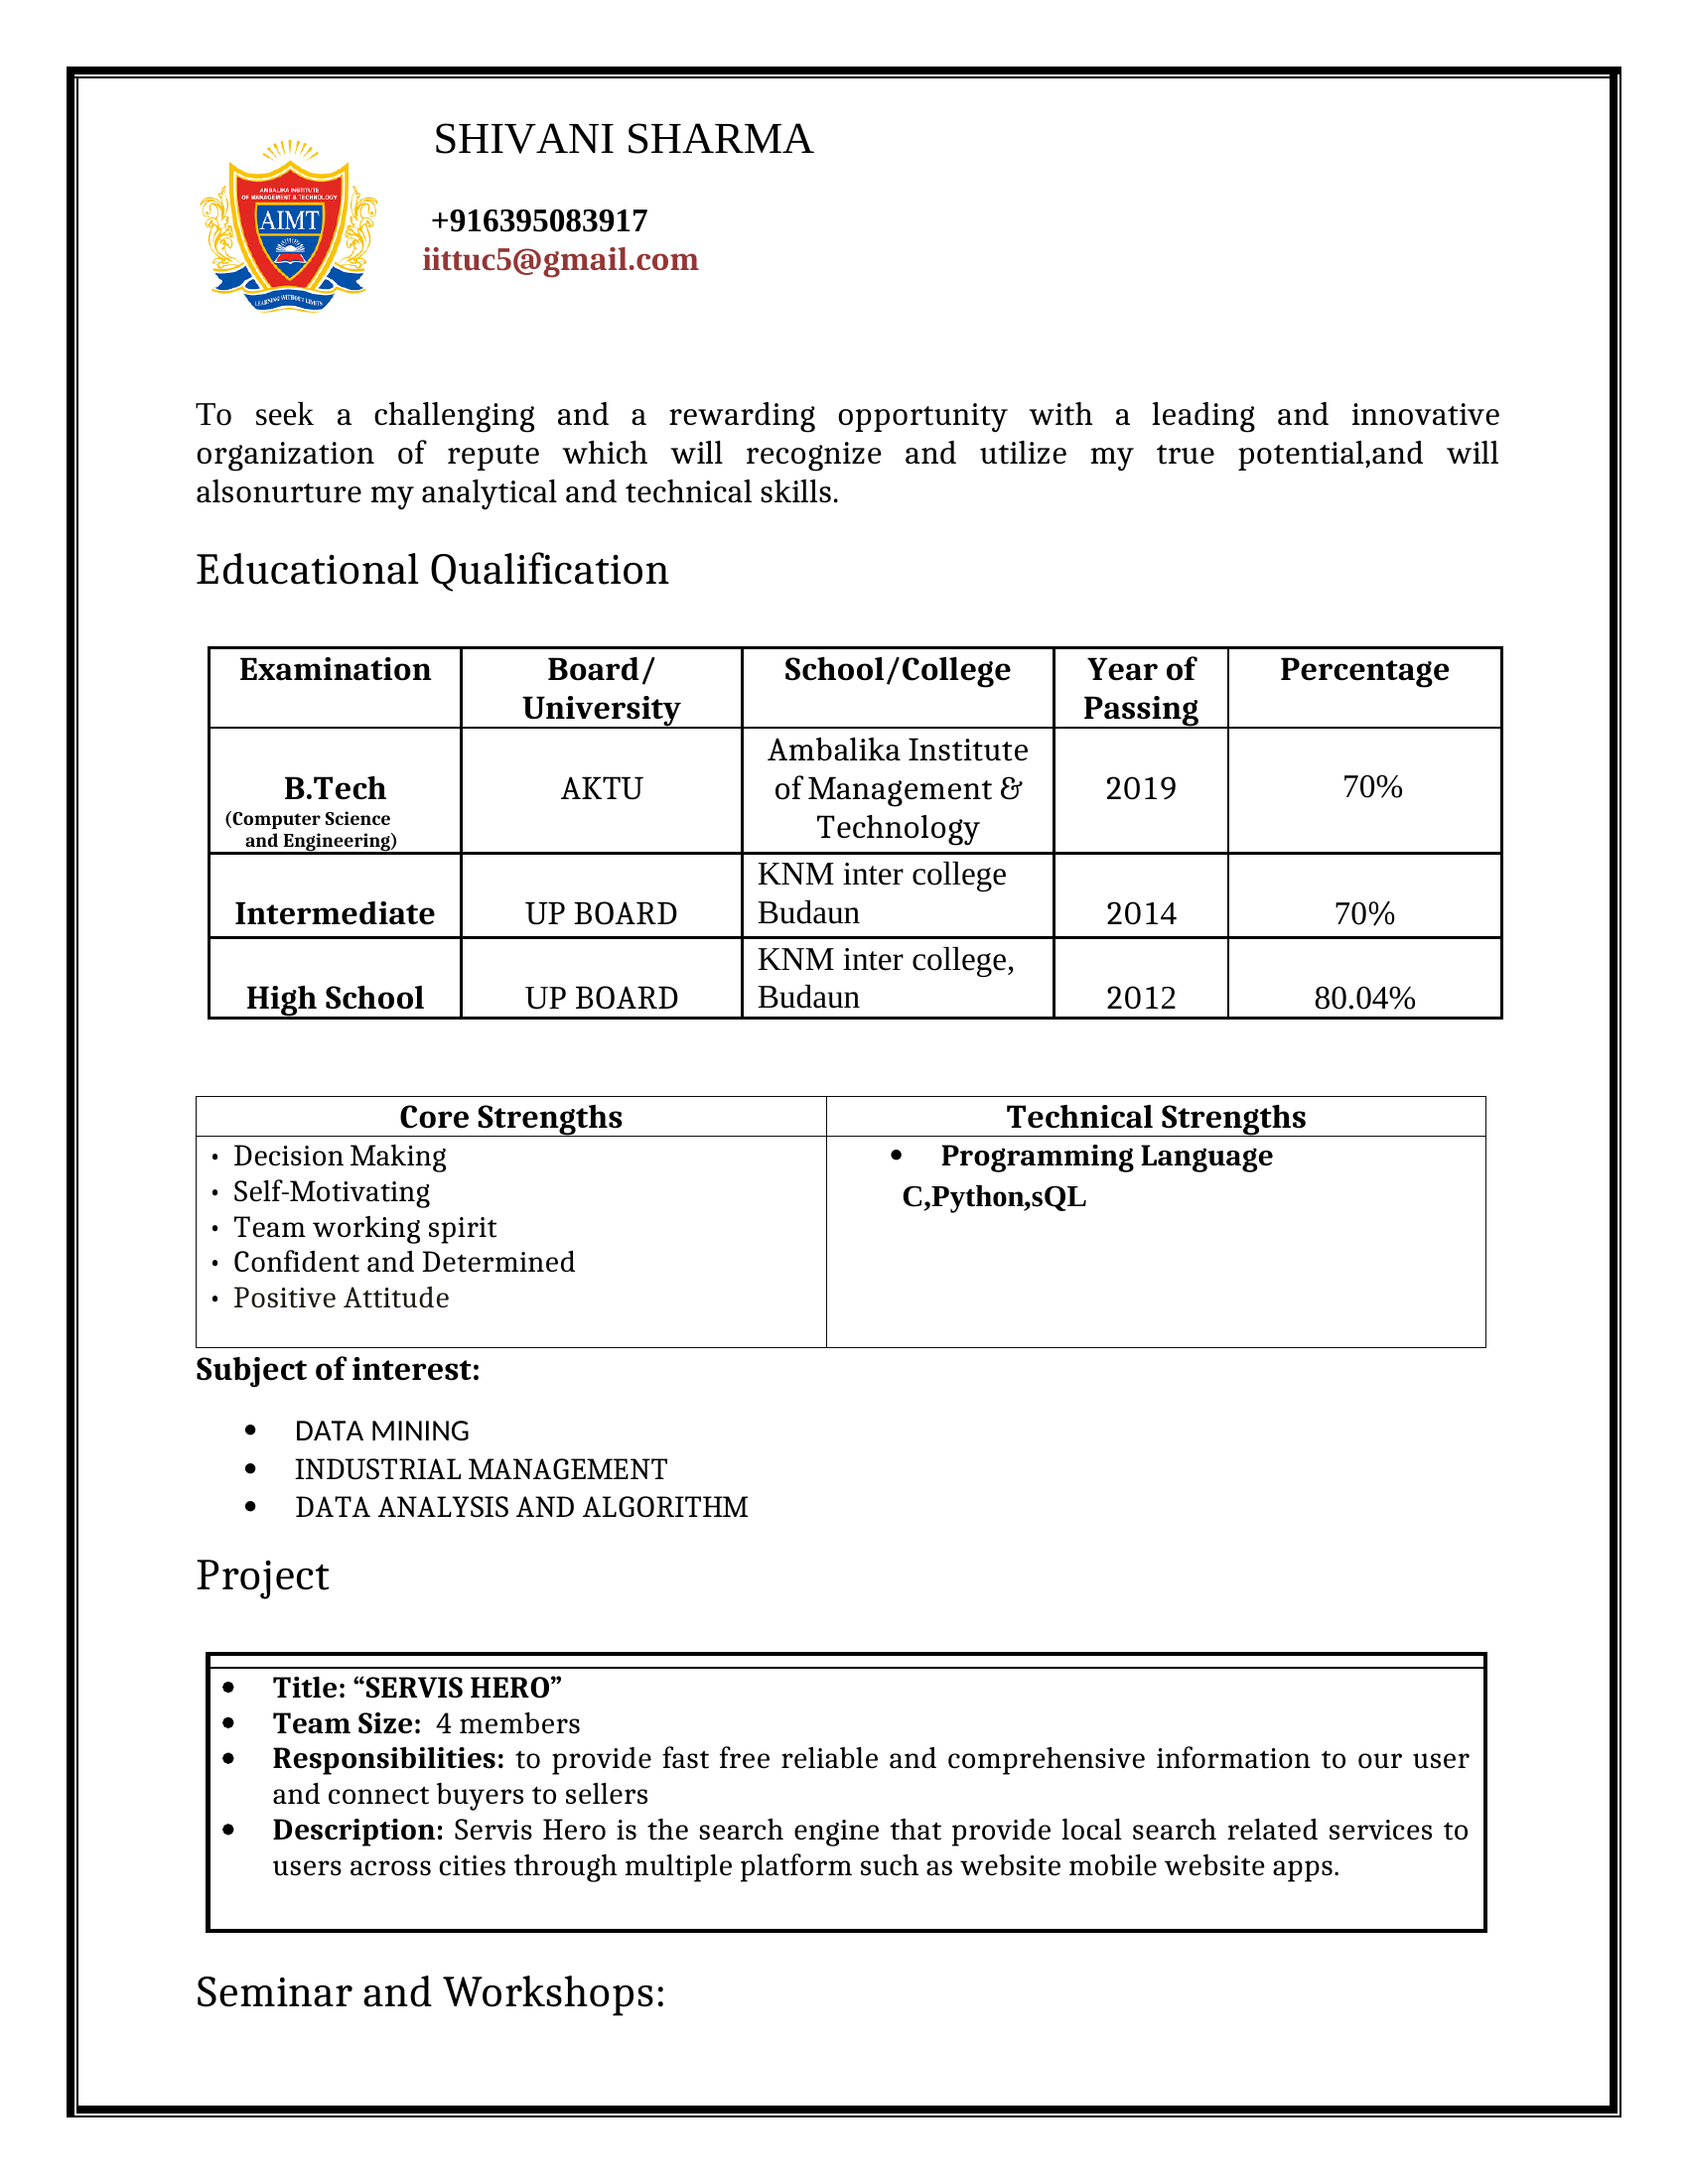 SHIVANI SHARMA
AMBALIKA INSTITUTE
OF MANAGEMENT & TECHNOLOGY
AIMT
LEARNING WITHOUT LIMITS
+916395083917
iittuc5@gmail.com
To seek a challenging and a rewarding opportunity with a leading and innovative
organization of repute which will recognize and utilize my true potential,and will
alsonurture my analytical and technical skills.
Educational Qualification
Examination Board/ School/College Year of Percentage
University Passing
Ambalika Institute
B.Tech AKTU of Management & 2019 70%
(Computer Science Technology
and Engineering)
KNM inter college
Intermediate UP BOARD Budaun 2014 70%
KNM inter college,
High School UP BOARD Budaun 2012 80.04%
Core Strengths Technical Strengths
• Decision Making • Programming Language
• Self-Motivating C,Python,sQL
• Team working spirit
• Confident and Determined
• Positive Attitude
Subject of interest:
• DATA MINING
• INDUSTRIAL MANAGEMENT
• DATA ANALYSIS AND ALGORITHM
Project
• Title: “SERVIS HERO”
• Team Size: 4 members
• Responsibilities: to provide fast free reliable and comprehensive information to our user
and connect buyers to sellers
• Description: Servis Hero is the search engine that provide local search related services to
users across cities through multiple platform such as website mobile website apps.
Seminar and Workshops: